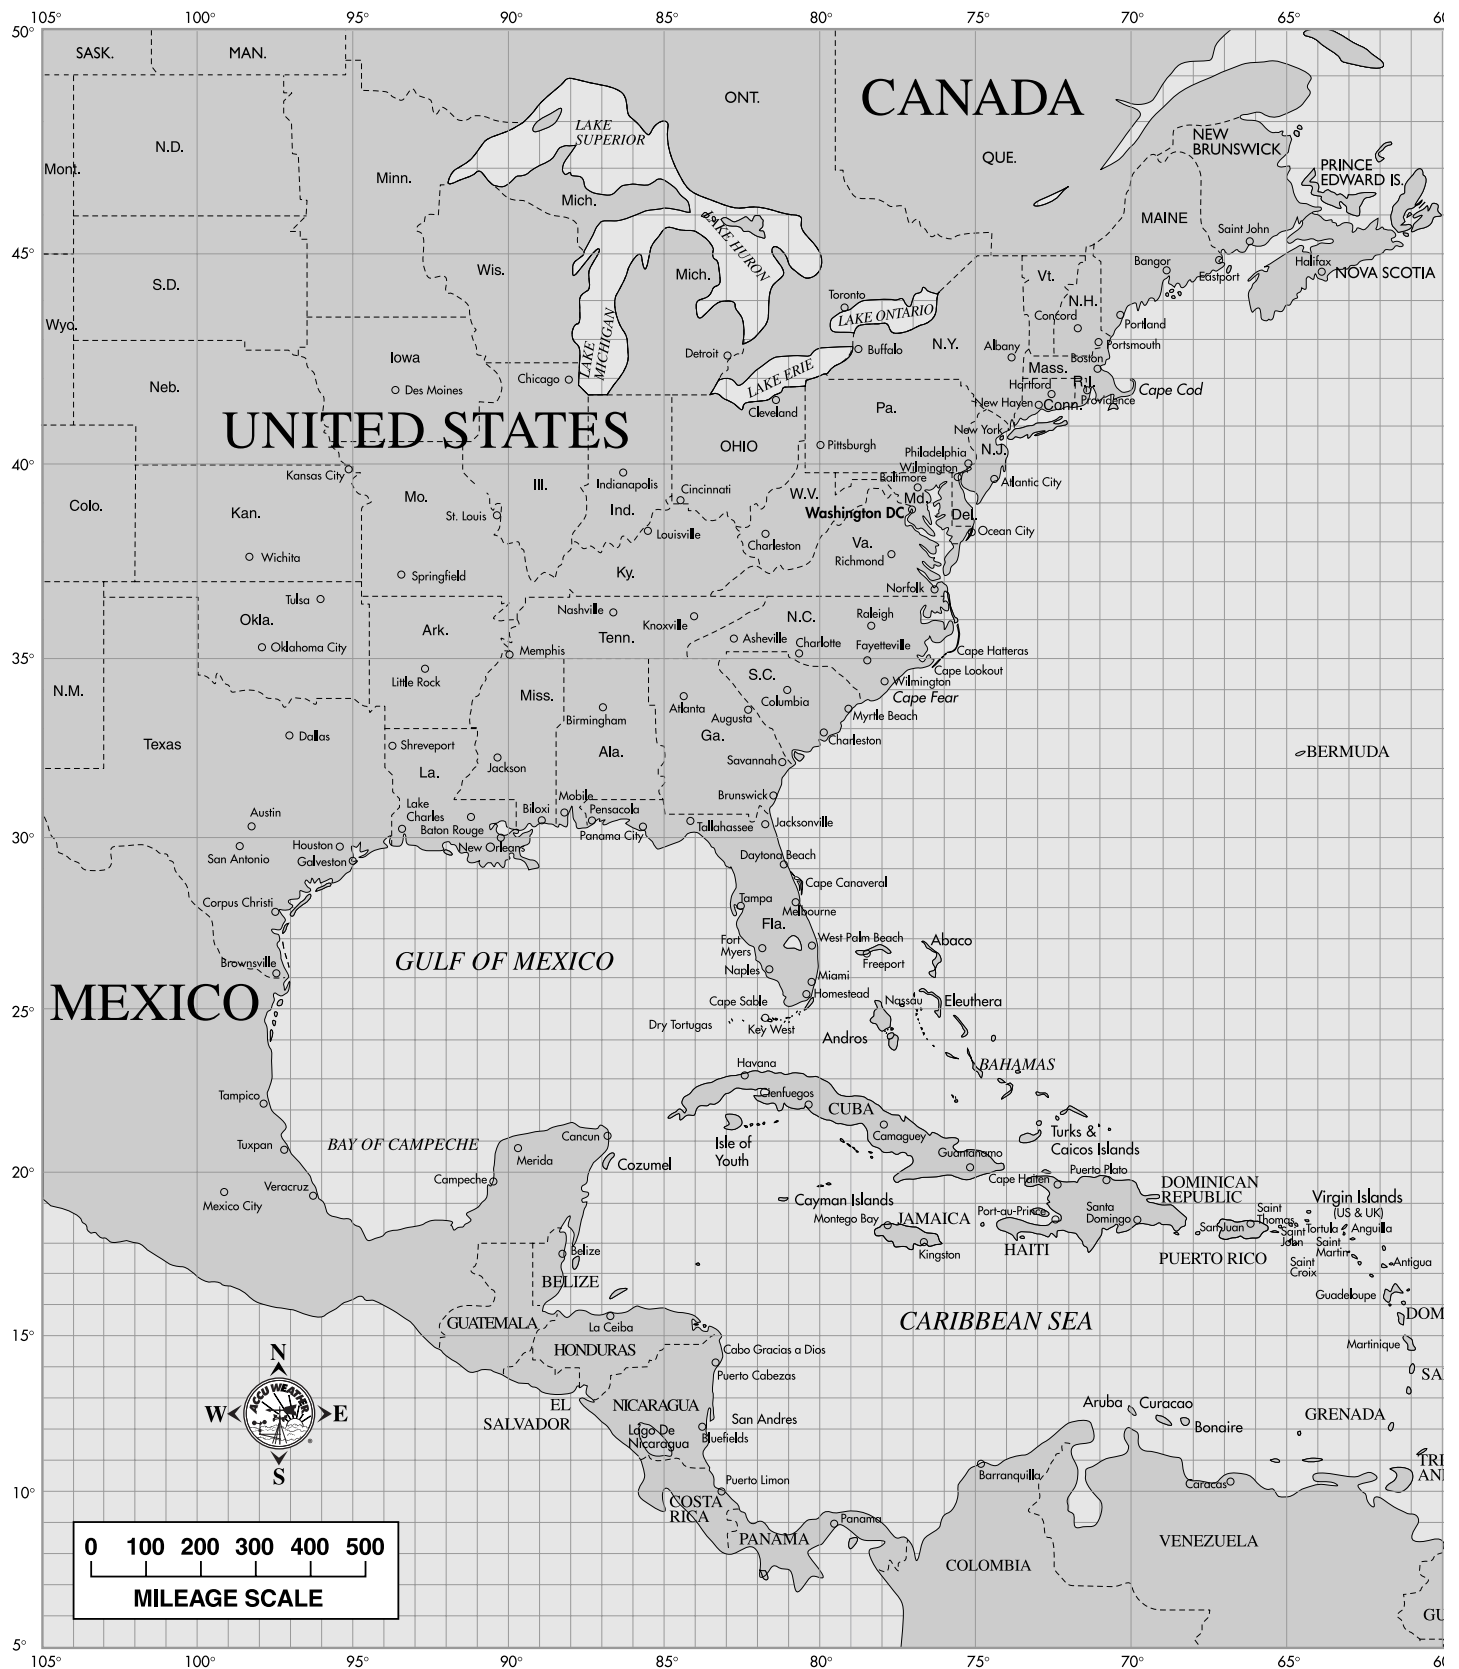 105° 100° 95° 90° 85° 80° 75° 70° 65° 60
50°
SASK.
MAN.
ONT.
CANADA
LAKE
SUPERIOR
NEW
BRUNSWICK
N.D.
QUE.
PRINCE
EDWARD IS.
Mont.
Minn.
Mich.
MAINE
LAKE HURON
Saint John
45°
Wis.
Mich.
Bangor
Halifax
Eastport
NOVA SCOTIA
S.D.
Vt.
Toronto
N.H.
LAKE ONTARIO
Concord
Portland
Wyo.
LAKE
MICHIGAN
Iowa
Detroit
Buffalo
N.Y.
Albany
Portsmouth
Boston
LAKE ERIE
Mass.
Neb.
Chicago
Des Moines
Hartford
R.I.
Cape Cod
Cleveland
Pa.
New Haven
Conn.
Providence
UNITED STATES
OHIO
Pittsburgh
New York
N.J.
Philadelphia
40°
Kansas City
Indianapolis
Wilmington
Baltimore
Atlantic City
Colo.
Kan.
Mo.
Ill.
Ind.
Cincinnati
W.V.
Md.
St. Louis
Washington DC
Del.
Louisville
Charleston
Va.
Ocean City
Wichita
Richmond
Springfield
Ky.
Norfolk
Tulsa
Nashville
N.C.
Raleigh
Okla.
Ark.
Knoxville
Tenn.
Asheville
Charlotte
Fayetteville
Oklahoma City
Memphis
Cape Hatteras
35°
Little Rock
S.C.
Cape Lookout
N.M.
Miss.
Wilmington
Cape Fear
Atlanta
Columbia
Birmingham
Augusta
Myrtle Beach
Texas
Dallas
Shreveport
Ala.
Ga.
Charleston
BERMUDA
La.
Jackson
Savannah
Austin
Lake
Charles
Biloxi
Mobile
Pensacola
Brunswick
Baton Rouge
Panama City
Tallahassee
Jacksonville
30°
San Antonio
Houston
Galveston
New Orleans
Daytona Beach
Cape Canaveral
Corpus Christi
Tampa
Melbourne
Fla.
GULF OF MEXICO
Fort
Myers
West Palm Beach
Abaco
Freeport
Brownsville
Naples
Miami
MEXICO
Homestead
Cape Sable
Nassau
Eleuthera
25°
Dry Tortugas
Key West
Andros
BAHAMAS
Havana
Tampico
Cienfuegos
CUBA
BAY OF CAMPECHE
Tuxpan
Cancun
Isle of
Youth
Camaguey
Turks &
Caicos Islands
Merida
Cozumel
Guantanamo
20°
Campeche
Puerto Plato
Cape Haiten
Veracruz
DOMINICAN
REPUBLIC
Mexico City
Cayman Islands
Virgin Islands
(US & UK)
Montego Bay
JAMAICA
Port-au-Prince
Santa
Domingo
Saint
Thomas
San Juan
Tortula
Anguilla
Saint
John
Saint
Martin
Kingston
HAITI
PUERTO RICO
Belize
BELIZE
Saint
Croix
Antigua
Guadeloupe
GUATEMALA
La Ceiba
CARIBBEAN SEA
DOM
15°
HONDURAS
Cabo Gracias a Dios
Martinique
Puerto Cabezas
SA
N
W
E
S
ACCU WEATHER
®
EL
SALVADOR
NICARAGUA
San Andres
Aruba
Curacao
Bonaire
GRENADA
Lago De
Nicaragua
Bluefields
TRI
AN
Puerto Limon
Barranquilla
Caracas
10°
COSTA
RICA
PANAMA
Panama
VENEZUELA
COLOMBIA
0 100 200 300 400 500
MILEAGE SCALE
GU
5°
105° 100° 95° 90° 85° 80° 75° 70° 65° 60